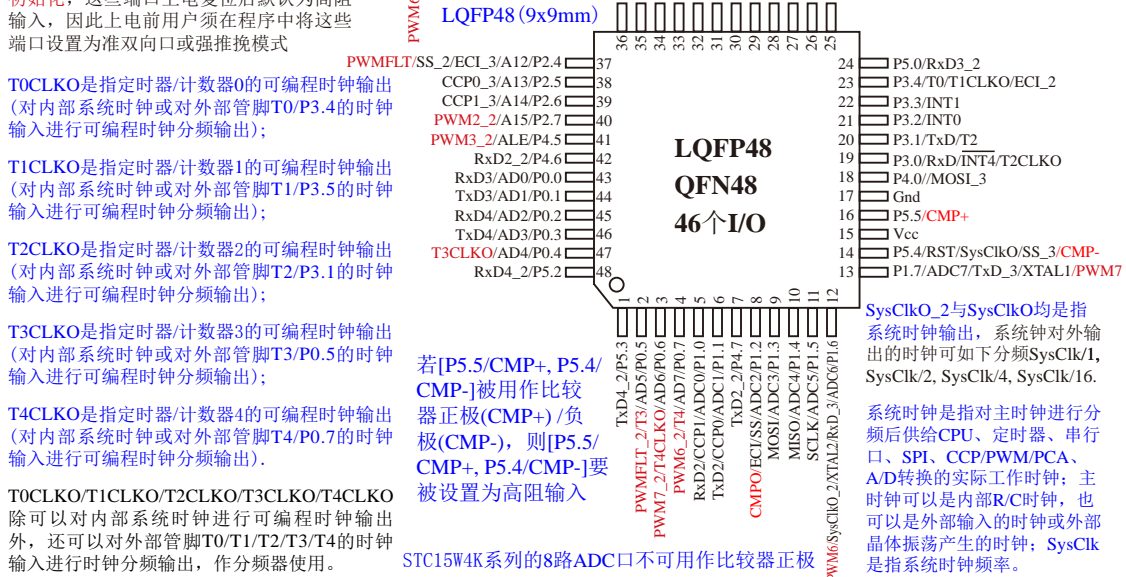 初始化，这些端口上电复位后默认为高阻
输入，因此上电前用户须在程序中将这些
端口设置为准双向口或强推挽模式
T0CLKO是指定时器/计数器0的可编程时钟输出
(对内部系统时钟或对外部管脚T0/P3.4的时钟
输入进行可编程时钟分频输出);
T1CLKO是指定时器/计数器1的可编程时钟输出
(对内部系统时钟或对外部管脚T1/P3.5的时钟
输入进行可编程时钟分频输出);
T2CLKO是指定时器/计数器2的可编程时钟输出
(对内部系统时钟或对外部管脚T2/P3.1的时钟
输入进行可编程时钟分频输出);
T3CLKO是指定时器/计数器3的可编程时钟输出
(对内部系统时钟或对外部管脚T3/P0.5的时钟
输入进行可编程时钟分频输出);
T4CLKO是指定时器/计数器4的可编程时钟输出
(对内部系统时钟或对外部管脚T4/P0.7的时钟
输入进行可编程时钟分频输出).
T0CLKO/T1CLKO/T2CLKO/T3CLKO/T4CLKO
除可以对内部系统时钟进行可编程时钟输出
外，还可以对外部管脚T0/T1/T2/T3/T4的时钟
输入进行时钟分频输出，作分频器使用。
PWM6
LQFP48(9x9mm)
36
35
34
33
32
31
30
29
28
27
26
25
PWMFLT/SS_2/ECI_3/A12/P2.4 37
CCP0_3/A13/P2.5 38
CCP1_3/A14/P2.6 39
PWM2_2/A15/P2.7 40
PWM3_2/ALE/P4.5 41
RxD2_2/P4.6 42
RxD3/AD0/P0.0 43
TxD3/AD1/P0.1 44
RxD4/AD2/P0.2 45
TxD4/AD3/P0.3 46
T3CLKO/AD4/P0.4 47
RxD4_2/P5.2 48
LQFP48
QFN48
46个I/O
24 P5.0/RxD3_2
23 P3.4/T0/T1CLKO/ECI_2
22 P3.3/INT1
21 P3.2/INT0
20 P3.1/TxD/T2
19 P3.0/RxD/INT4/T2CLKO
18 P4.0//MOSI_3
17 Gnd
16 P5.5/CMP+
15 Vcc
14 P5.4/RST/SysClkO/SS_3/CMP-
13 P1.7/ADC7/TxD_3/XTAL1/PWM7
1 TxD4_2/P5.3
2 PWMFLT_2/T3/AD5/P0.5
3 PWM7_2/T4CLKO/AD6/P0.6
4 PWM6_2/T4/AD7/P0.7
5 RxD2/CCP1/ADC0/P1.0
6 TxD2/CCP0/ADC1/P1.1
7 TxD2_2/P4.7
8 CMPO/ECI/SS/ADC2/P1.2
9 MOSI/ADC3/P1.3
10 MISO/ADC4/P1.4
11 SCLK/ADC5/P1.5
12 PWM6/SysClkO_2/XTAL2/RxD_3/ADC6/P1.6
若[P5.5/CMP+, P5.4/
CMP-]被用作比较
器正极(CMP+) /负
极(CMP-)，则[P5.5/
CMP+, P5.4/CMP-]要
被设置为高阻输入
STC15W4K系列的8路ADC口不可用作比较器正极
SysClkO_2与SysClkO均是指
系统时钟输出，系统钟对外输
出的时钟可如下分频SysClk/1,
SysClk/2, SysClk/4, SysClk/16.
系统时钟是指对主时钟进行分
频后供给CPU、定时器、串行
口、SPI、CCP/PWM/PCA、
A/D转换的实际工作时钟；主
时钟可以是内部R/C时钟，也
可以是外部输入的时钟或外部
晶体振荡产生的时钟；SysClk
是指系统时钟频率。